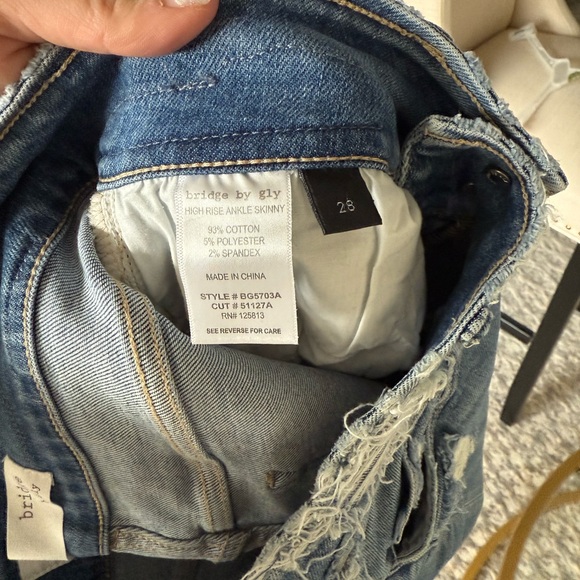 bridge by gly
HIGH RISE ANKLE SKINNY
93% COTTON
5% POLYESTER
2% SPANDEX
MADE IN CHINA
STYLE # BG5703A
CUT # 51127A
RN# 125813
SEE REVERSE FOR CARE
28
bridge
gly